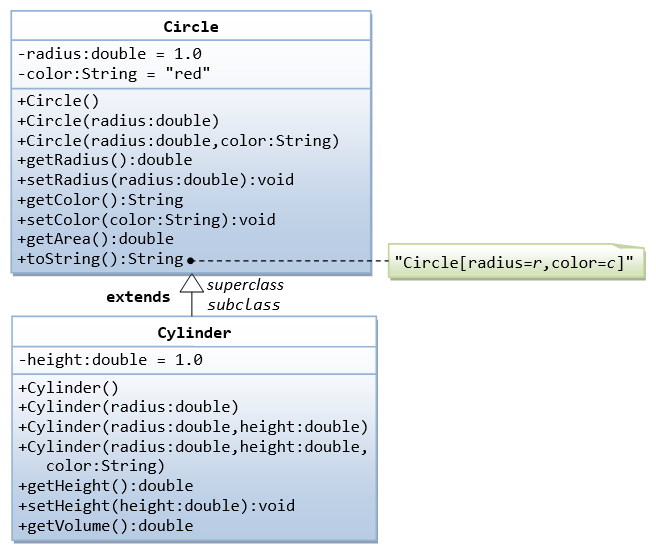 Circle
-radius:double = 1.0
-color:String = "red"
+Circle()
+Circle(radius:double)
+Circle(radius:double,color:String)
+getRadius():double
+setRadius(radius:double):void
+getColor():String
+setColor(color:String):void
+getArea():double
+toString():String
"Circle[radius=r,color=c]"
superclass
extends
subclass
Cylinder
-height:double = 1.0
+Cylinder()
+Cylinder(radius:double)
+Cylinder(radius:double,height:double)
+Cylinder(radius:double,height:double,
color:String)
+getHeight():double
+setHeight(height:double):void
+getVolume():double